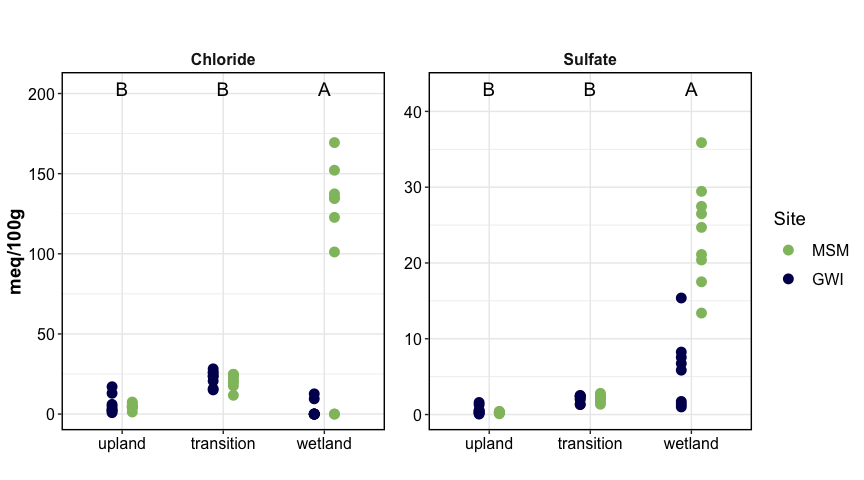 Chloride
Sulfate
B B A
B B A
200
150
100
50
0
40
30
20
10
0
meq/100g
upland transition wetland
upland transition wetland
Site
MSM
GWI